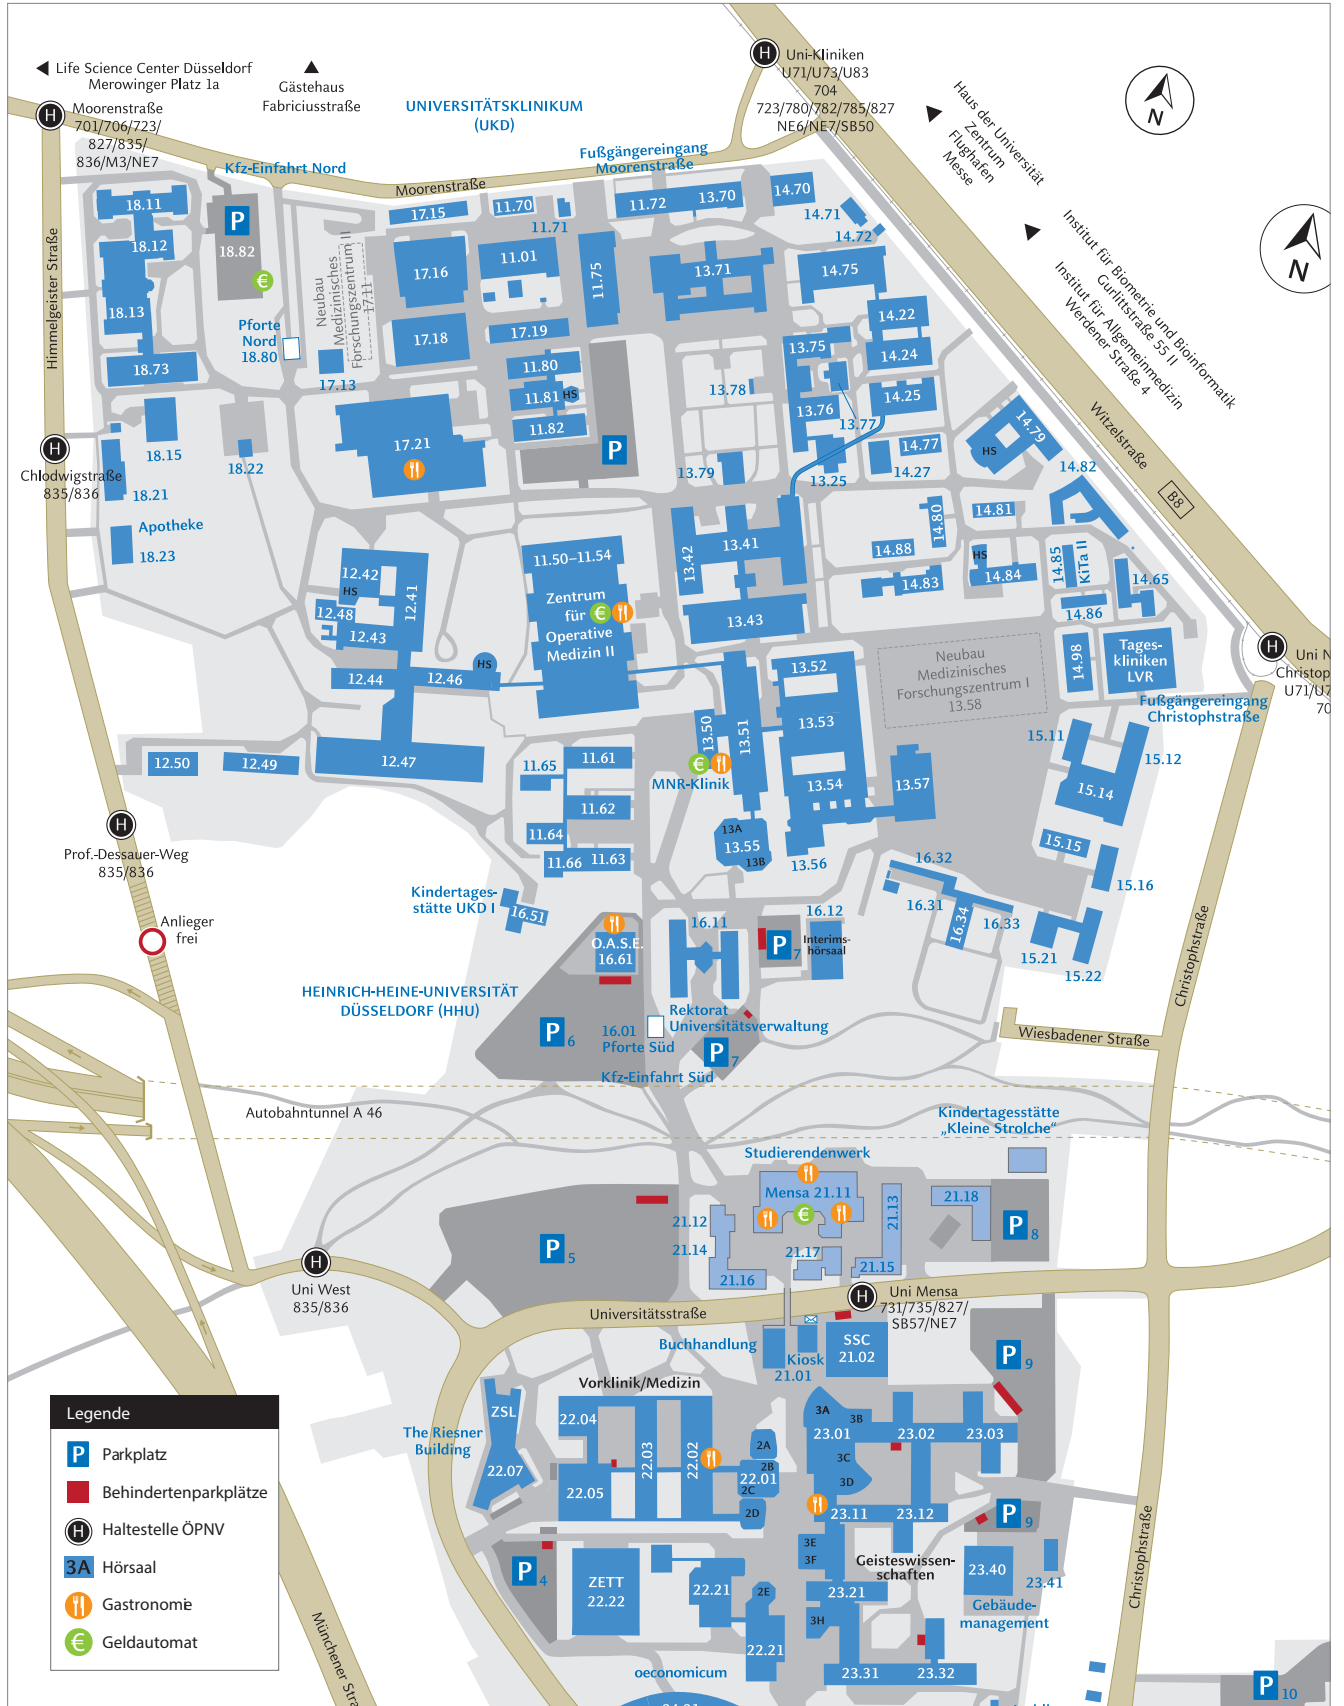 Life Science Center Düsseldorf
Merowinger Platz 1a
Gästehaus
Fabriciusstraße
UNIVERSITÄTSKLINIKUM
(UKD)
H
Uni-Kliniken
U71/U73/U83
704
723/780/782/785/827
NE6/NE7/SB50
N
Haus der Universität
Zentrum
Flughafen
Messe
H
Moorenstraße
701/706/723/
827/835/
836/M3/NE7
Kfz-Einfahrt Nord
Moorenstraße
Fußgängereingang
Moorenstraße
Institut für Biometrie und Bioinformatik
Gurlittstraße 55 II
Institut für Allgemeinmedizin
Werdener Straße 4
N
Himmelgeister Straße
18.11
18.12
18.13
18.73
P
18.82
€
Neubau
Medizinisches
Forschungszentrum II
17.11
Pforte
Nord
18.80
17.13
17.15
17.16
17.18
11.70
11.71
11.01
11.75
17.19
11.80
11.81
HS
11.82
P
11.72
13.70
14.70
14.71
14.72
13.71
14.75
14.22
14.24
14.25
13.75
13.76
13.77
13.78
13.79
13.25
14.77
14.27
14.79
HS
14.82
Witzelstraße
B8
H
Chlodwigstraße
835/836
18.15
18.22
18.21
Apotheke
18.23
17.21
13.42
13.41
13.43
14.80
14.81
14.88
14.83
HS
14.84
14.85
KiTa II
14.65
14.86
14.98
Tages-
kliniken
LVR
H
Uni N
Christop
U71/U7
70
Fußgängereingang
Christophstraße
12.42
HS
12.41
12.48
12.43
12.44
12.46
HS
12.47
12.50
12.49
11.50–11.54
Zentrum
für
€
Operative
Medizin II
Neubau
Medizinisches
Forschungszentrum I
13.58
13.52
13.53
13.54
13.50
13.51
€
MNR-Klinik
13.57
13A
13.55
13B
13.56
11.65
11.61
11.62
11.64
11.66
11.63
15.11
15.12
15.14
15.15
15.16
15.21
15.22
H
Prof.-Dessauer-Weg
835/836
Anlieger
frei
Kindertages-
stätte UKD I
16.51
O.A.S.E.
16.61
16.11
P
7
16.12
Interims-
hörsaal
16.32
16.31
16.34
16.33
Christophstraße
HEINRICH-HEINE-UNIVERSITÄT
DÜSSELDORF (HHU)
P
6
16.01
Pforte Süd
Rektorat
Universitätsverwaltung
P
7
Kfz-Einfahrt Süd
Wiesbadener Straße
Autobahntunnel A 46
Kindertagesstätte
„Kleine Strolche“
Studierendenwerk
Mensa 21.11
€
21.12
21.14
21.16
21.17
21.13
21.15
21.18
P
8
P
5
H
Uni West
835/836
Universitätsstraße
H
Uni Mensa
731/735/827/
SB57/NE7
Buchhandlung
Kiosk
21.01
SSC
21.02
P
9
Vorklinik/Medizin
ZSL
The Riesner
Building
22.07
22.04
22.03
22.02
22.05
2A
2B
22.01
2C
2D
3A
3B
23.01
3C
3D
23.02
23.03
23.11
23.12
P
9
P
4
ZETT
22.22
22.21
2E
22.21
3E
3F
Geisteswissen-
schaften
23.21
3H
23.31
23.32
23.40
23.41
Gebäude-
management
Christophstraße
oeconomicum
P
10
Münchener Stra
Legende
P
Parkplatz
Behindertenparkplätze
H
Haltestelle ÖPNV
3A
Hörsaal
Gastronomie
€
Geldautomat